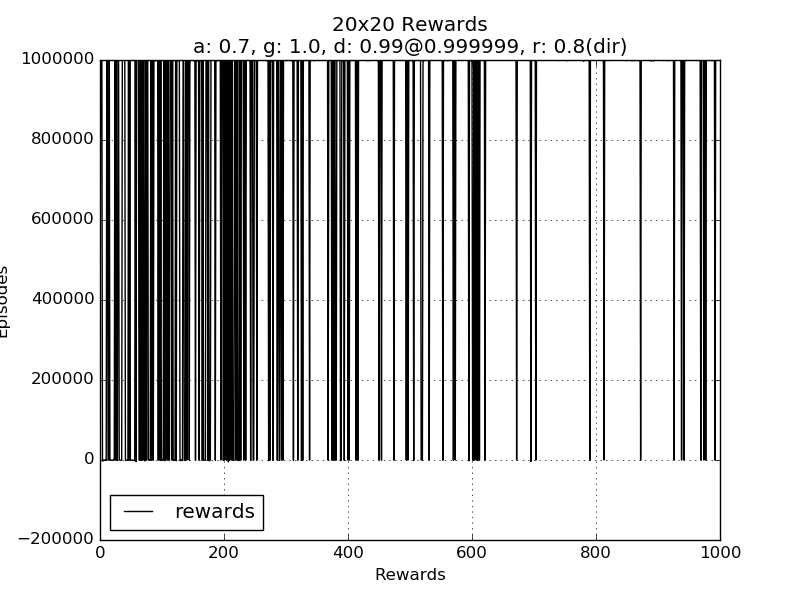 20x20 Rewards
a: 0.7, g: 1.0, d: 0.99@0.999999, r: 0.8(dir)
1000000
800000
600000
400000
200000
0
−200000
Episodes
rewards
0 200 400 600 800 1000
Rewards